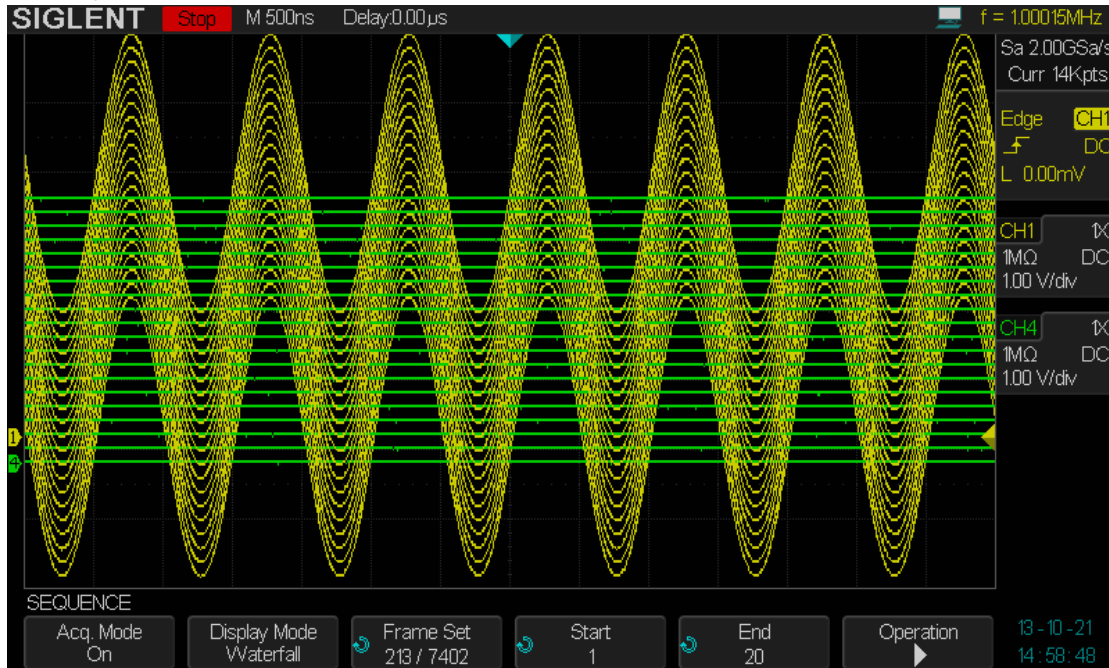 SIGLENT Stop M 500ns Delay:0.00µs f = 1.00015MHz
Sa 2.00GSa/s
Curr 14Kpts
Edge CH1
DC
L 0.00mV
CH1 1X
1MΩ DC
1.00 V/div
CH4 1X
1MΩ DC
1.00 V/div
1
4
SEQUENCE
Acq. Mode Display Mode Frame Set Start End Operation 13-10-21
On Waterfall 213 / 7402 1 20 14:58:48